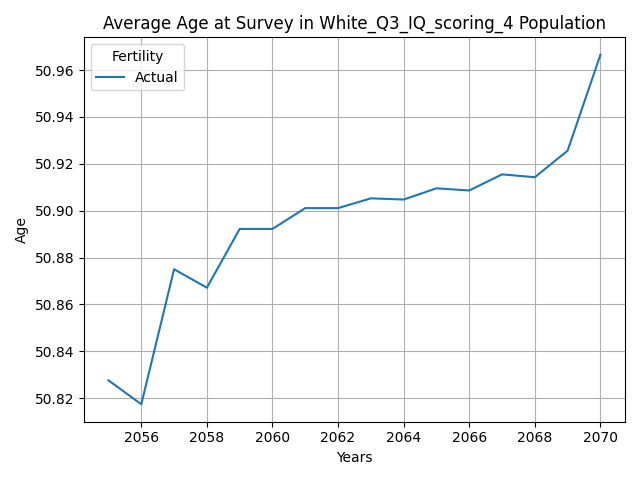 Average Age at Survey in White_Q3_IQ_scoring_4 Population
Fertility
Actual
Age
50.96
50.94
50.92
50.90
50.88
50.86
50.84
50.82
2056 2058 2060 2062 2064 2066 2068 2070
Years